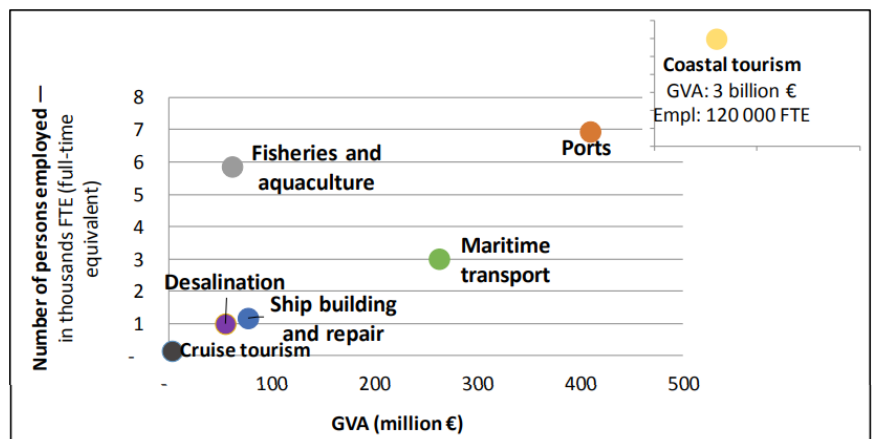 Coastal tourism
GVA: 3 billion €
Empl: 120 000 FTE
Number of persons employed —
in thousands FTE (full-time
equivalent)
8
7
6
5
4
3
2
1
-
Fisheries and
aquaculture
Ports
Maritime
transport
Desalination
Ship building
and repair
Cruise tourism
-
100
200
300
400
500
GVA (million €)